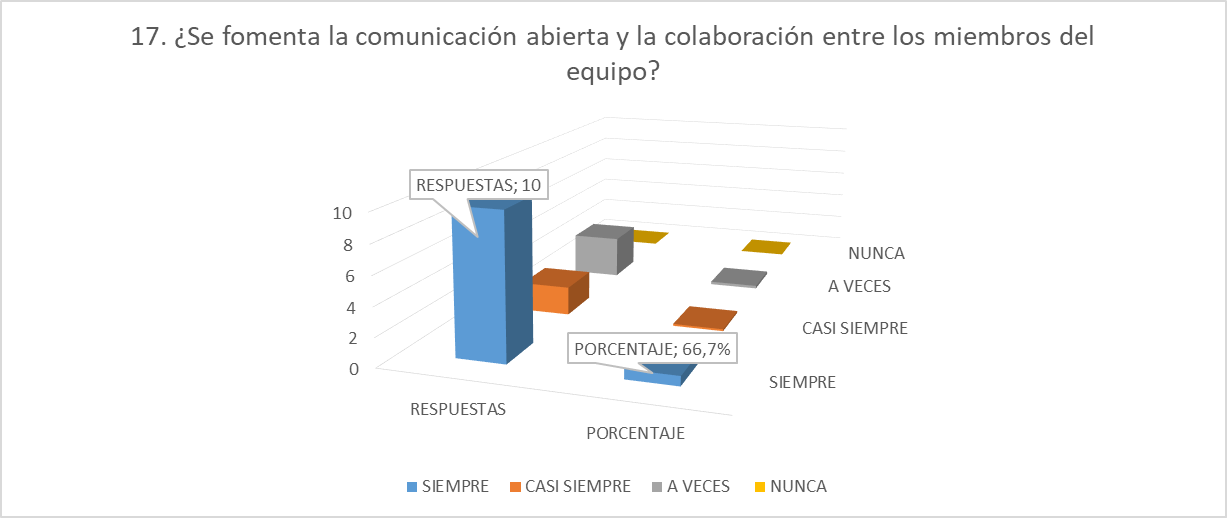 17. ¿Se fomenta la comunicación abierta y la colaboración entre los miembros del
equipo?
RESPUESTAS; 10
10
8
6
4
2
0
PORCENTAJE; 66,7%
NUNCA
A VECES
CASI SIEMPRE
SIEMPRE
RESPUESTAS
PORCENTAJE
SIEMPRE CASI SIEMPRE A VECES NUNCA